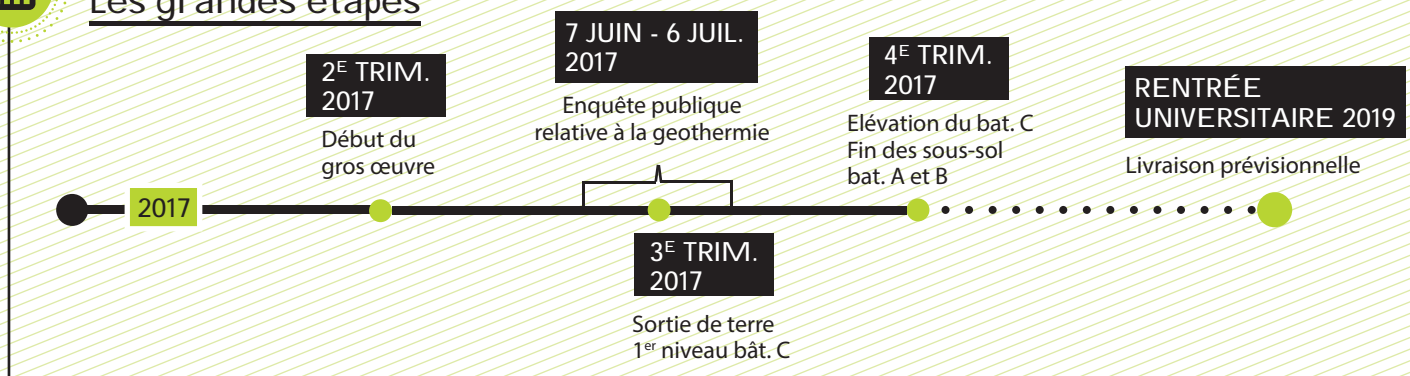 Les grandes étapes
2E TRIM.
2017
Début du
gros œuvre
7 JUIN - 6 JUIL.
2017
Enquête publique
relative à la geothermie
4E TRIM.
2017
Elévation du bat. C
Fin des sous-sol
bat. A et B
RENTRÉE
UNIVERSITAIRE 2019
Livraison prévisionnelle
2017
3E TRIM.
2017
Sortie de terre
1er niveau bât. C